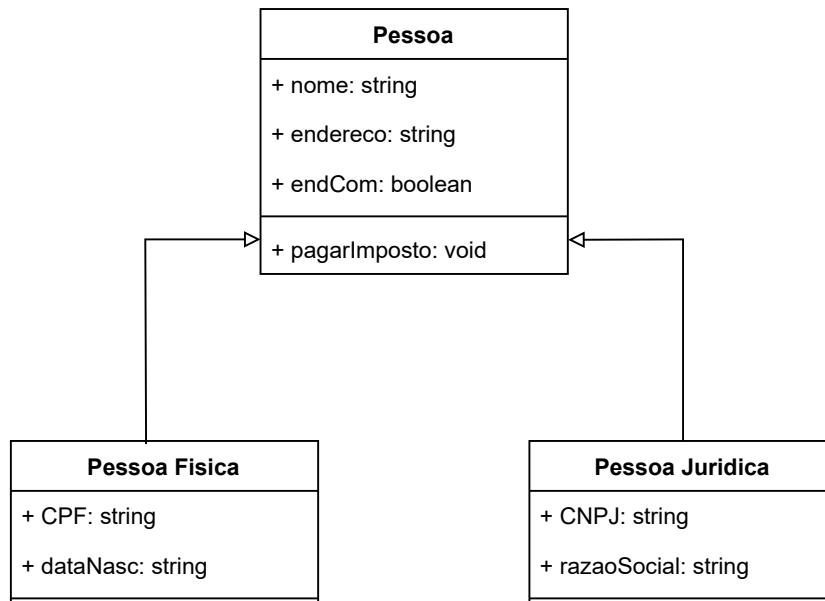 Pessoa
+ nome: string
+ endereco: string
+ endCom: boolean
+ pagarImposto: void
Pessoa Fisica
+ CPF: string
+ dataNasc: string
Pessoa Juridica
+ CNPJ: string
+ razaoSocial: string